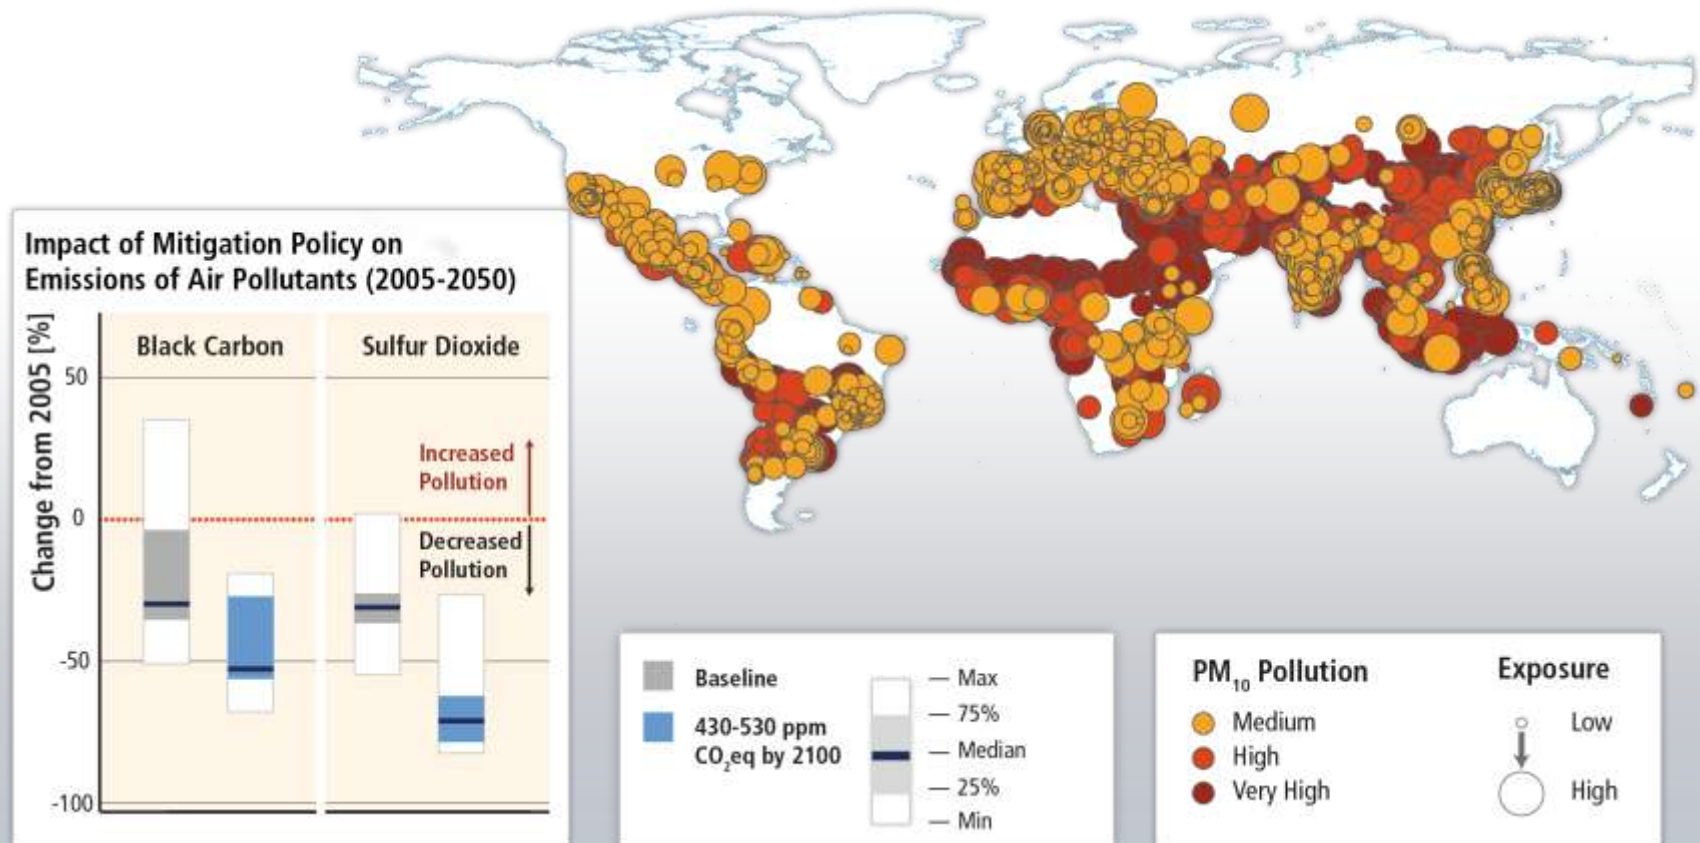 Impact of Mitigation Policy on
Emissions of Air Pollutants (2005-2050)
Change from 2005 [%]
Black Carbon
Sulfur Dioxide
50
0
-50
-100
Increased
Pollution
Decreased
Pollution
Baseline
430-530 ppm
CO2eq by 2100
Max
75%
Median
25%
Min
PM10 Pollution
Medium
High
Very High
Exposure
Low
High